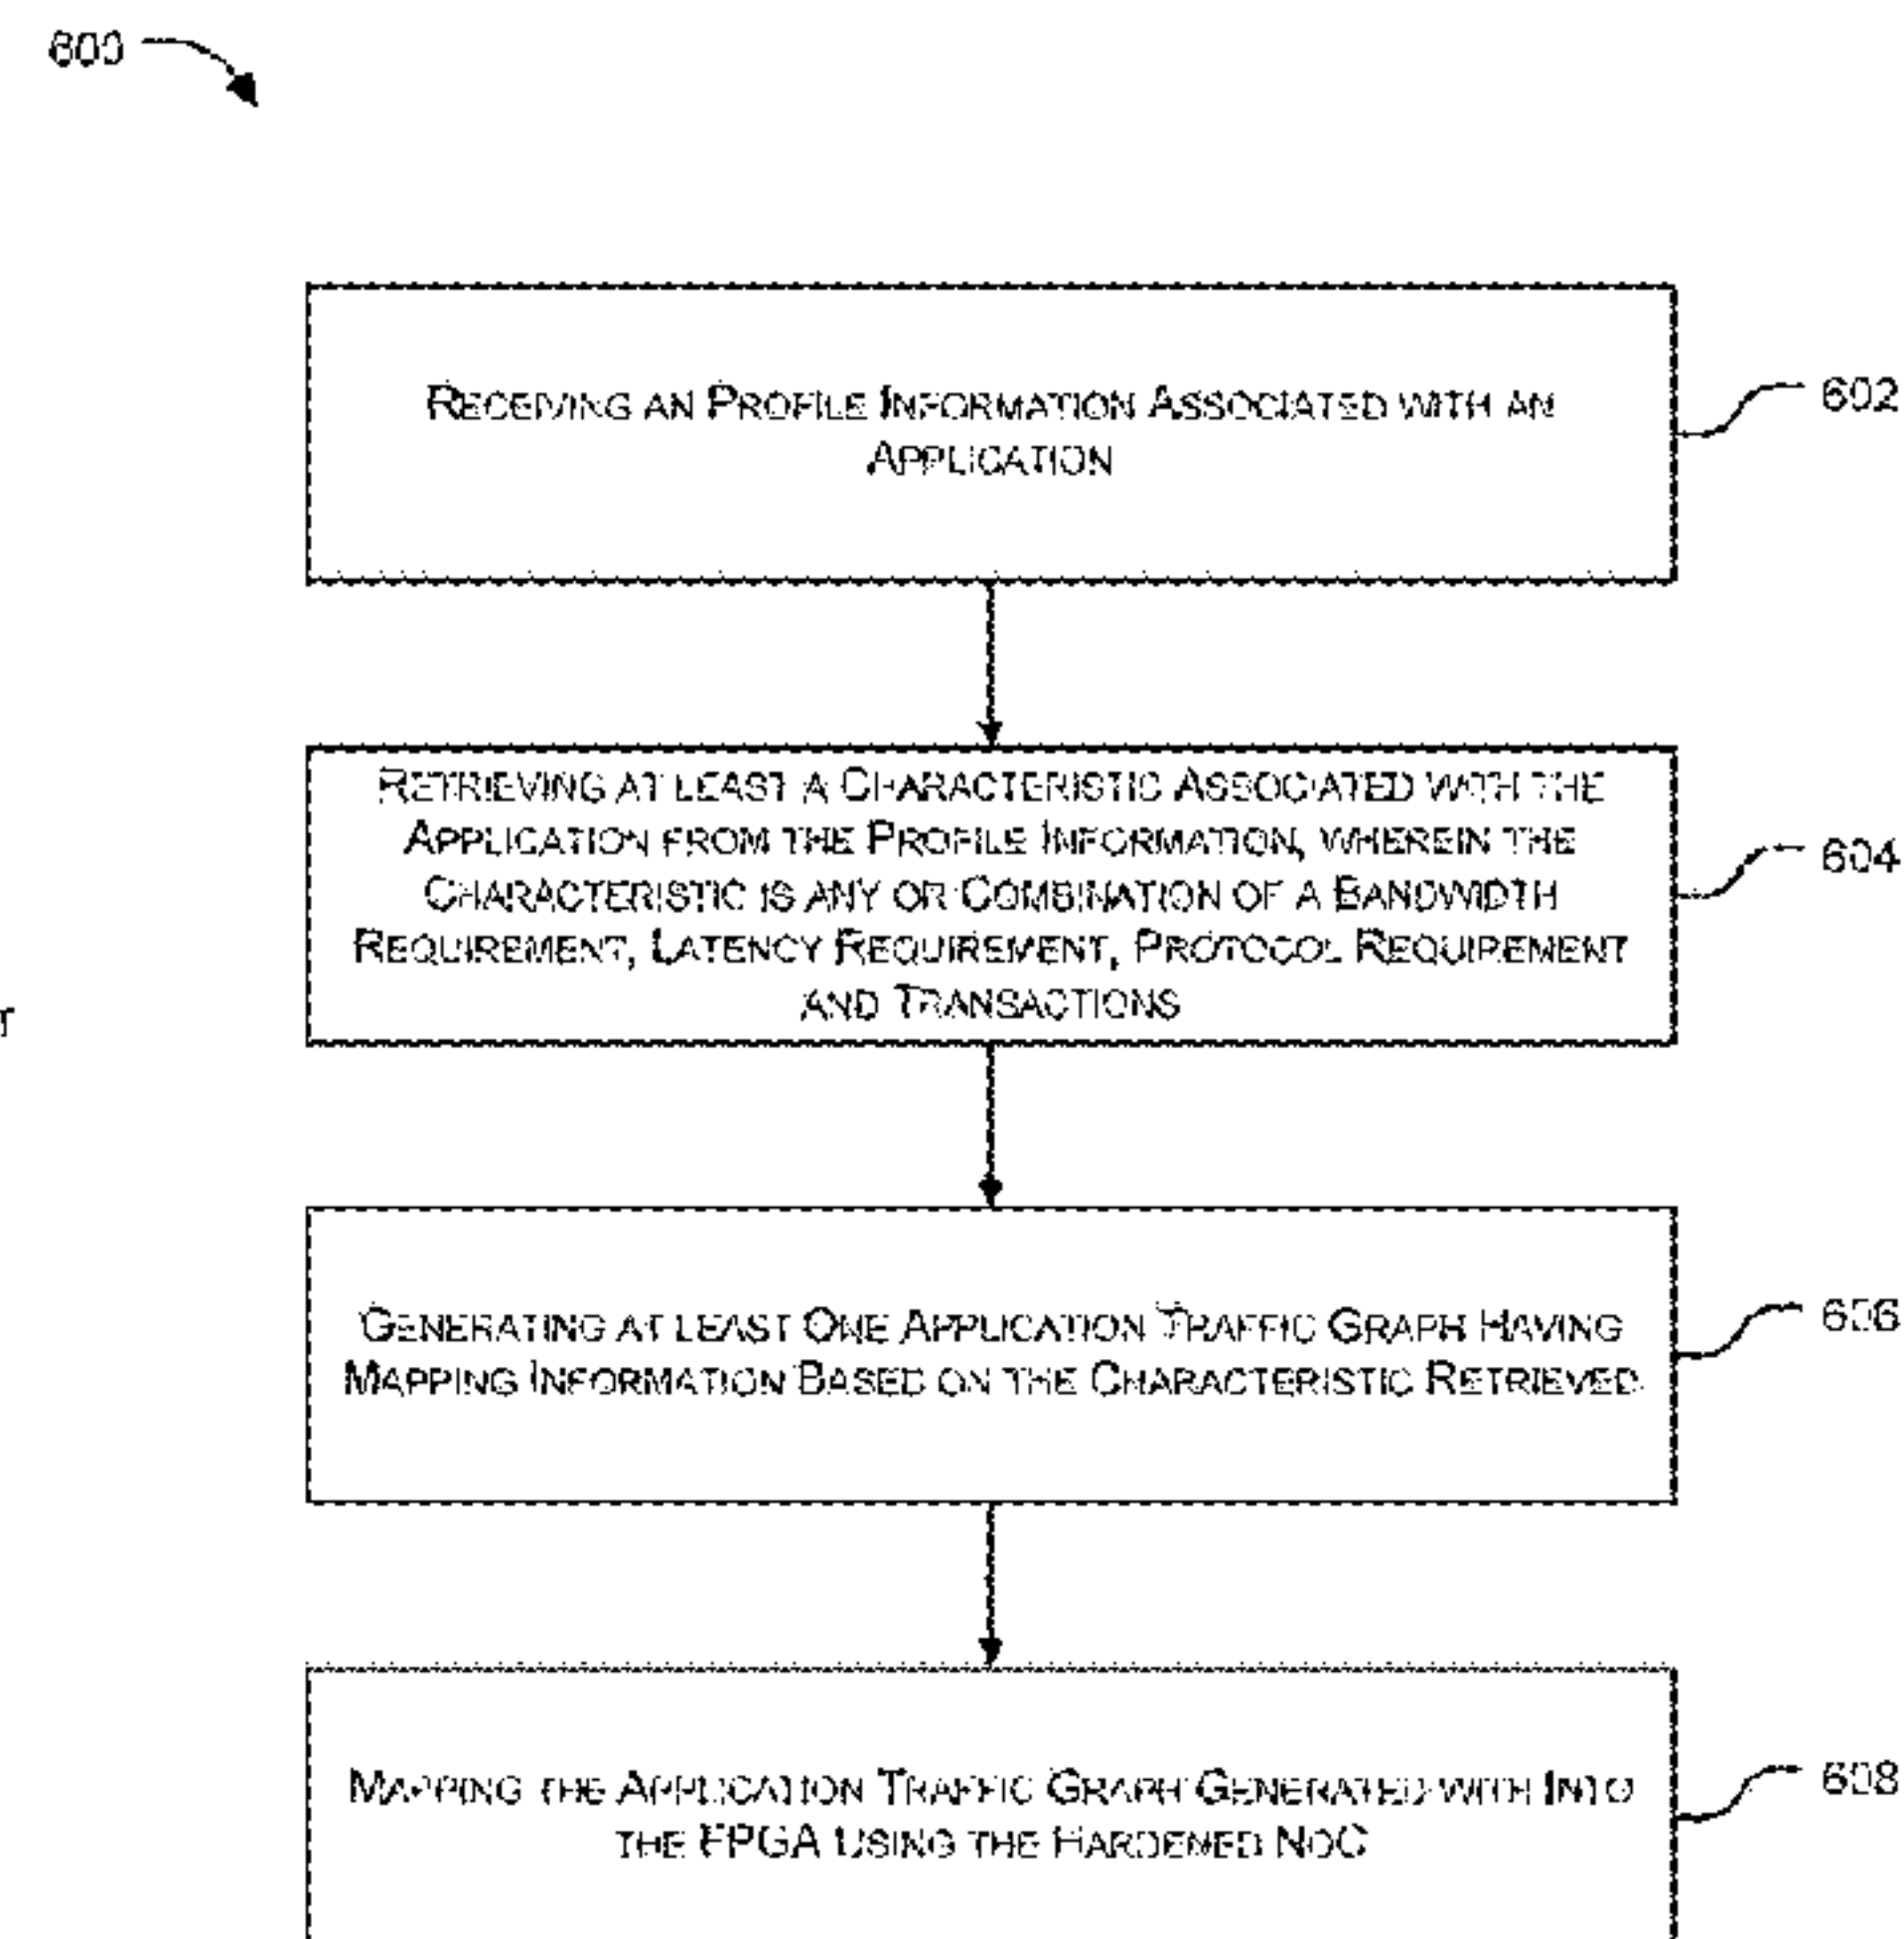 600
RECEIVING AN PROFILE INFORMATION ASSOCIATED WITH AN
APPLICATION
602
RETRIEVING AT LEAST A CHARACTERISTIC ASSOCIATED WITH THE
APPLICATION FROM THE PROFILE INFORMATION, WHEREIN THE
CHARACTERISTIC IS ANY OR COMBINATION OF A BANDWIDTH
REQUIREMENT, LATENCY REQUIREMENT, PROTOCOL REQUIREMENT
AND TRANSACTIONS
604
T
GENERATING AT LEAST ONE APPLICATION TRAFFIC GRAPH HAVING
MAPPING INFORMATION BASED ON THE CHARACTERISTIC RETRIEVED
606
MAPPING THE APPLICATION TRAFFIC GRAPH GENERATED WITH INTO
THE FPGA USING THE HARDENED NOC
608